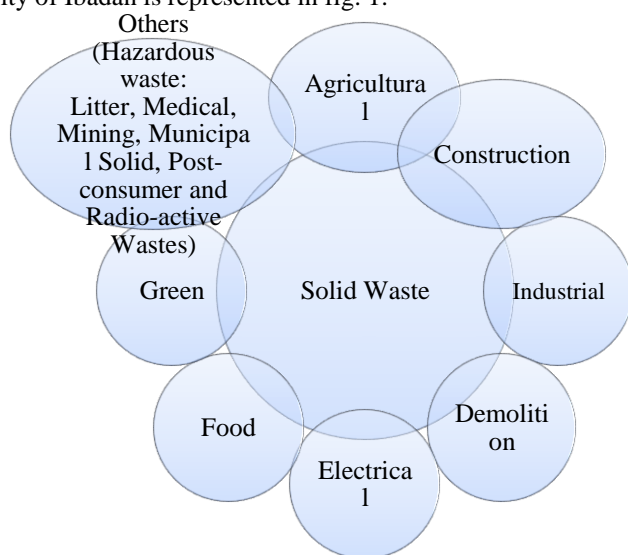 ity of Ibadan is represented in fig. 1.
Others
(Hazardous
waste:
Litter, Medical,
Mining, Municipa
l Solid, Post-
consumer and
Radio-active
Wastes)
Agricultura
l
Construction
Green
Solid Waste
Industrial
Food
Demoliti
on
Electrica
l